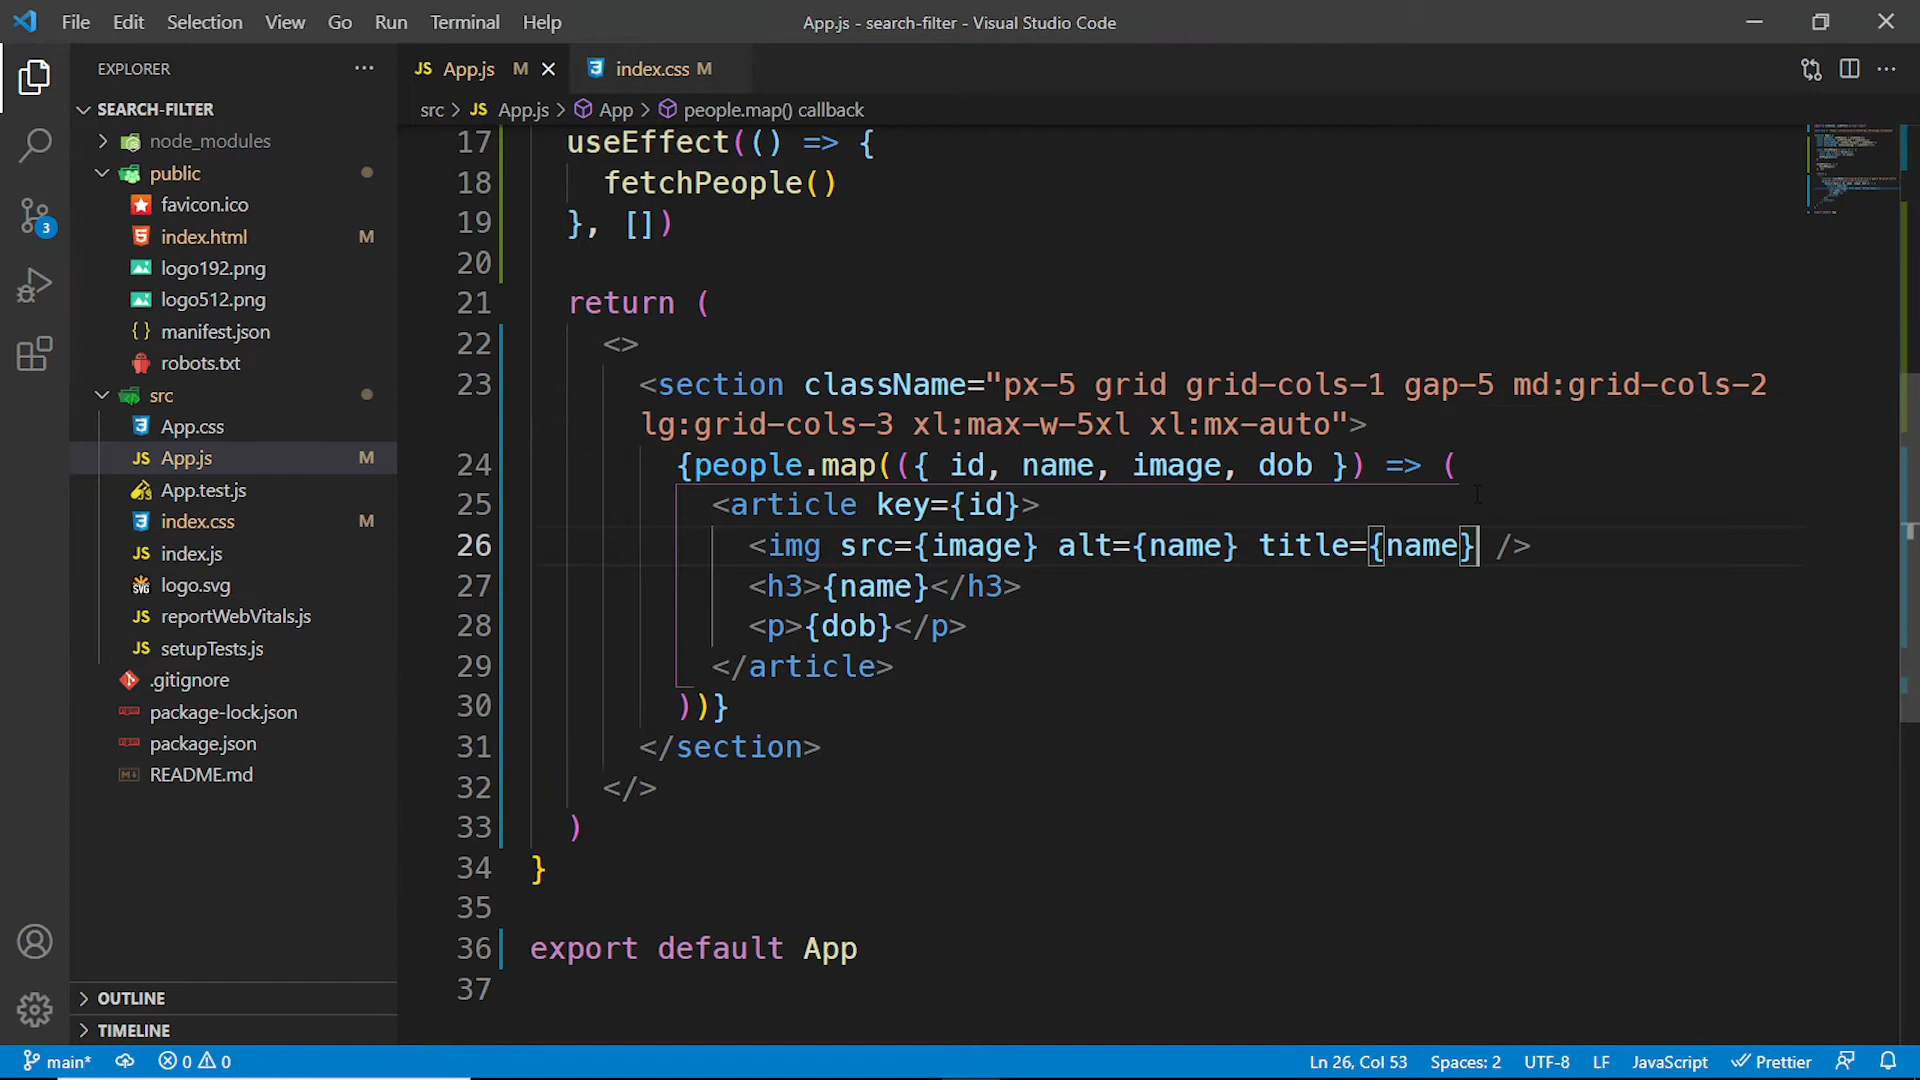 File Edit Selection View Go Run Terminal Help
App.js - search-filter - Visual Studio Code
EXPLORER
SEARCH-FILTER
node_modules
public
favicon.ico
index.html M
logo192.png
logo512.png
manifest.json
robots.txt
src
App.css
JS App.js M
App.test.js
index.css M
JS index.js
logo.svg
JS reportWebVitals.js
JS setupTests.js
.gitignore
package-lock.json
package.json
README.md
OUTLINE
TIMELINE
3
JS App.js M
index.css M
src > JS App.js > App > people.map() callback
17 useEffect(() => {
18 fetchPeople()
19 }, [])
20
21 return (
22 <>
23 <section className="px-5 grid grid-cols-1 gap-5 md:grid-cols-2
lg:grid-cols-3 xl:max-w-5xl xl:mx-auto">
24 {people.map(({ id, name, image, dob }) => (
25 <article key={id}>
26 <img src={image} alt={name} title={name} />
27 <h3>{name}</h3>
28 <p>{dob}</p>
29 </article>
30 ))}
31 </section>
32 </>
33 )
34 }
35
36 export default App
37
main* 0 0
Ln 26, Col 53 Spaces: 2 UTF-8 LF JavaScript Prettier